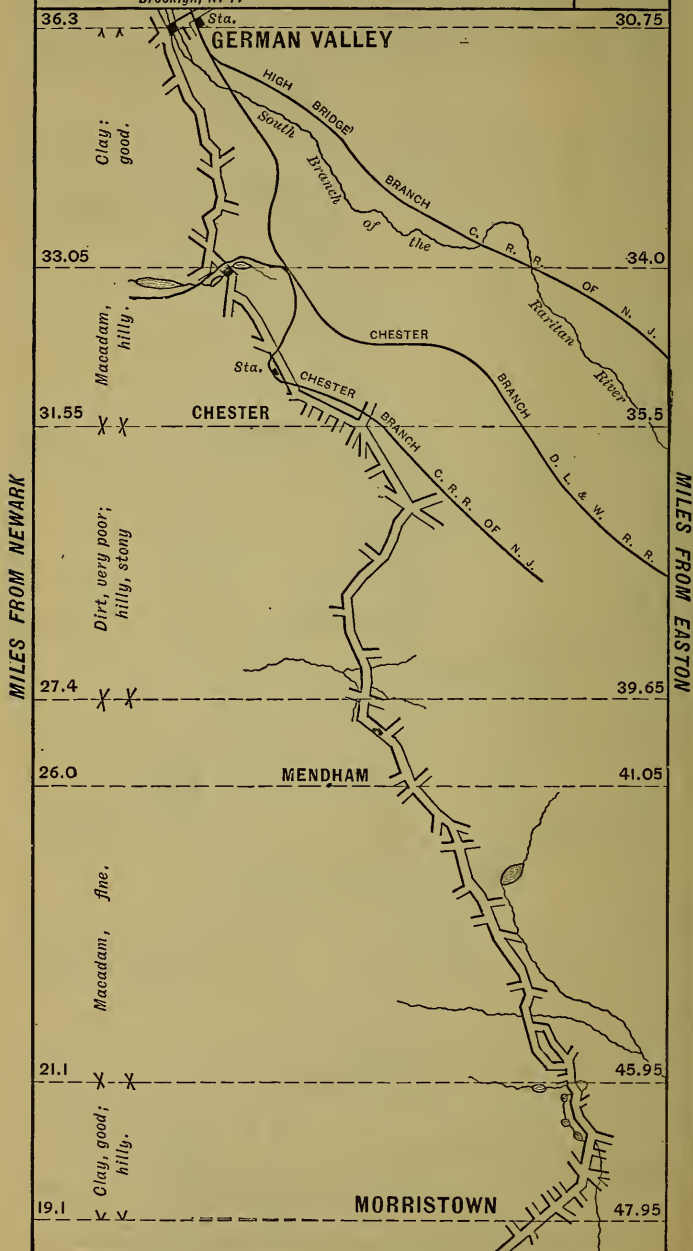 Brooklyn, N. Y.
36.3
Sta.
30.75
GERMAN VALLEY
HIGH BRIDGE BRANCH C. R. R. OF N. J.
South Branch of the Raritan River
Clay;
good.
33.05
34.0
Macadam,
hilly.
CHESTER BRANCH D. L. & W. R. R.
Sta.
CHESTER BRANCH C. R. R. OF N. J.
31.55
CHESTER
35.5
MILES FROM NEWARK
MILES FROM EASTON
Dirt, very poor;
hilly, stony
27.4
39.65
26.0
MENDHAM
41.05
Macadam, fine.
21.1
45.95
Clay, good;
hilly.
19.1
MORRISTOWN
47.95